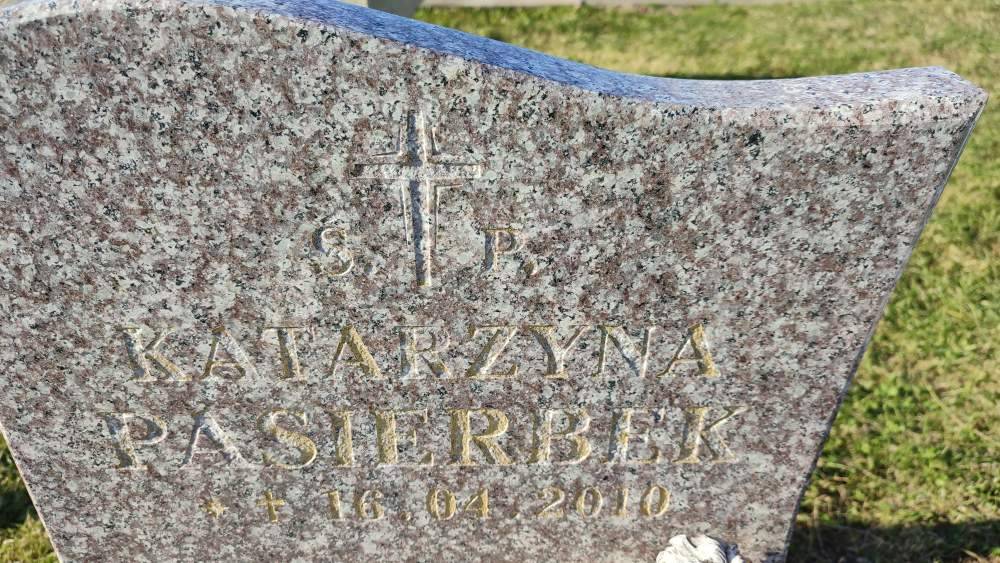 Ś. P.
KATARZYNA
PASIERBEK
* + 16.04.2010